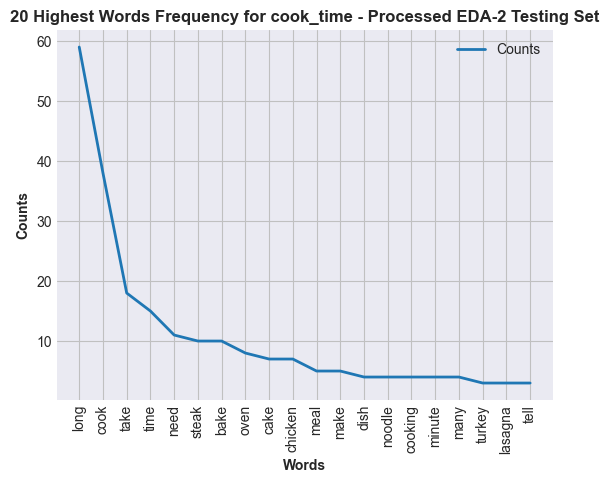 20 Highest Words Frequency for cook_time - Processed EDA-2 Testing Set
Counts
60
50
40
30
20
10
Counts
long
cook
take
time
need
steak
bake
oven
cake
chicken
meal
make
dish
noodle
cooking
minute
many
turkey
lasagna
tell
Words